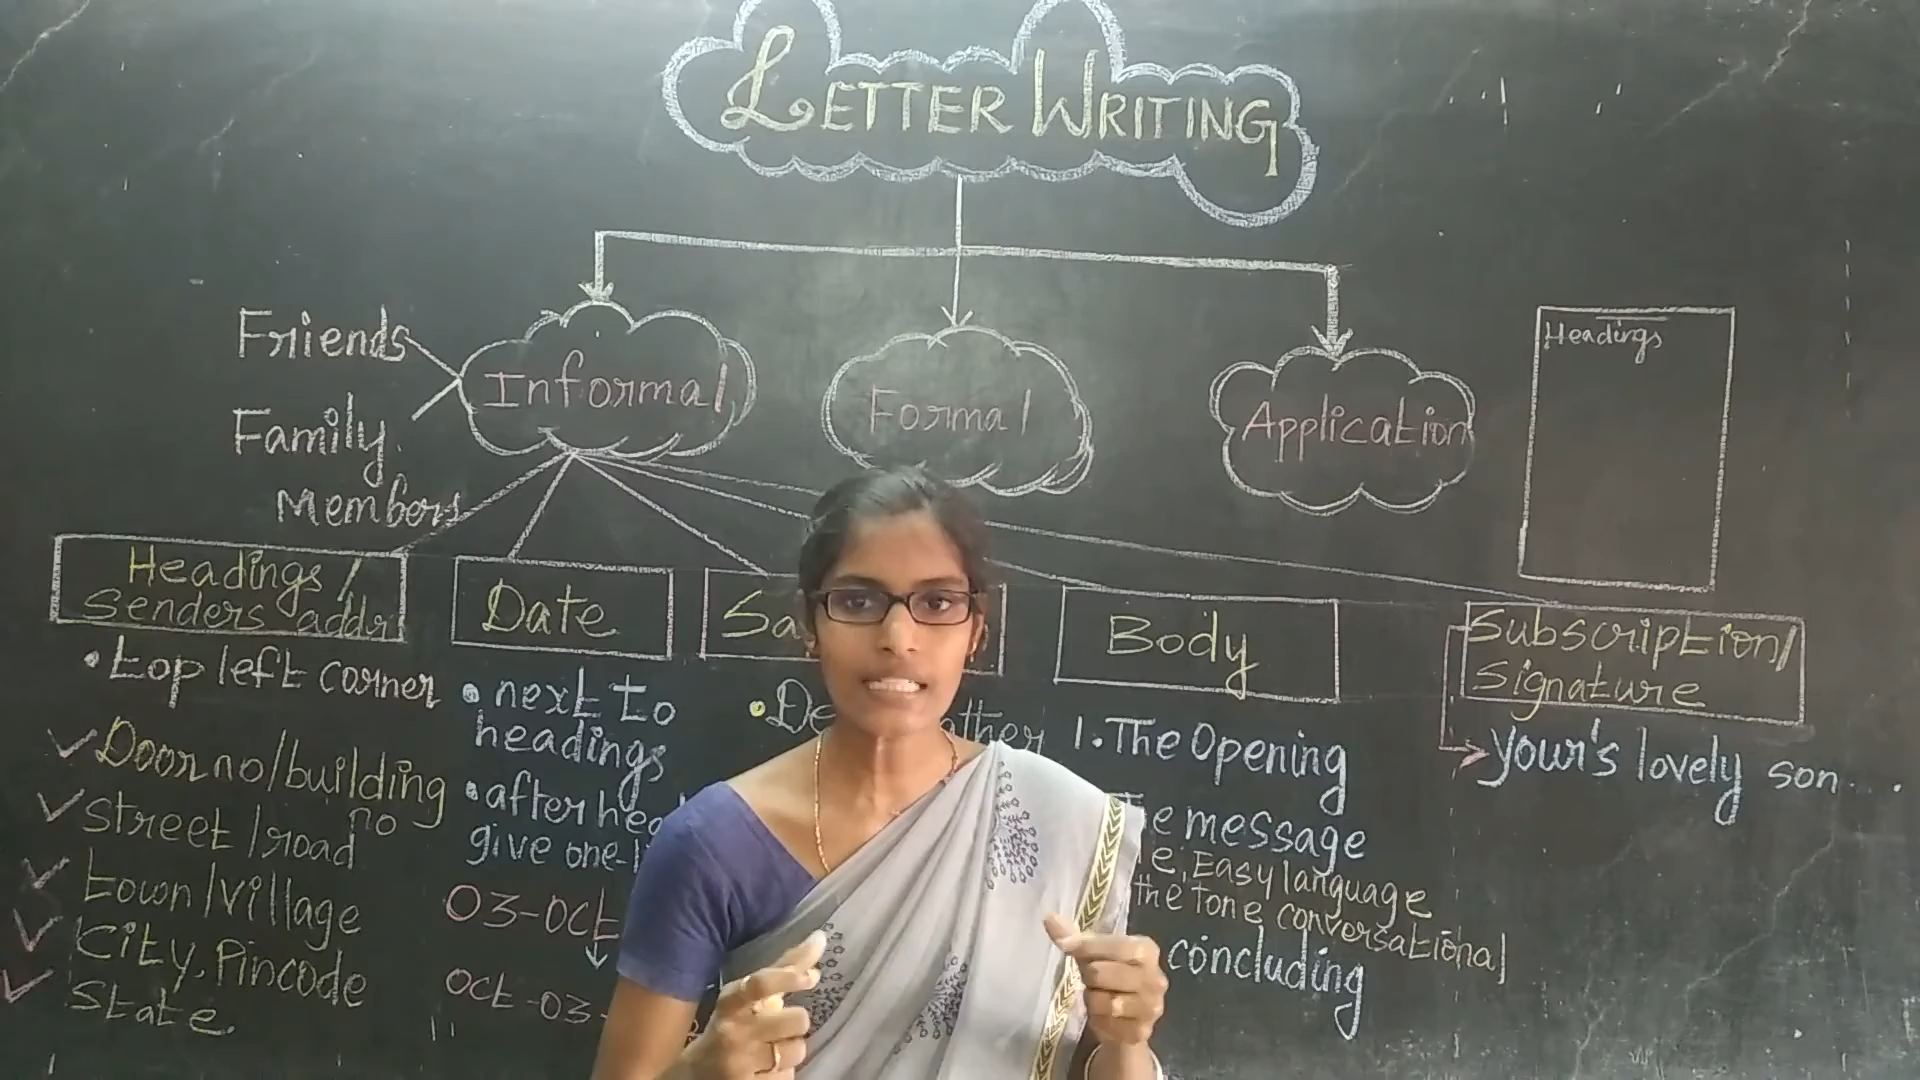 LETTER WRITING
Friends
Family
Members
Informal
Formal
Application
Headings
Headings/
Senders addr
• top left corner
Door no/building
no
street/road
town/village
City, Pincode
State.
Date
• next to
headings
• after hea
give one-l
03-Oct
Oct-03-
Body
1. The Opening
message
Easy language
the tone conversational
concluding
Subscription/
Signature
your's lovely son...